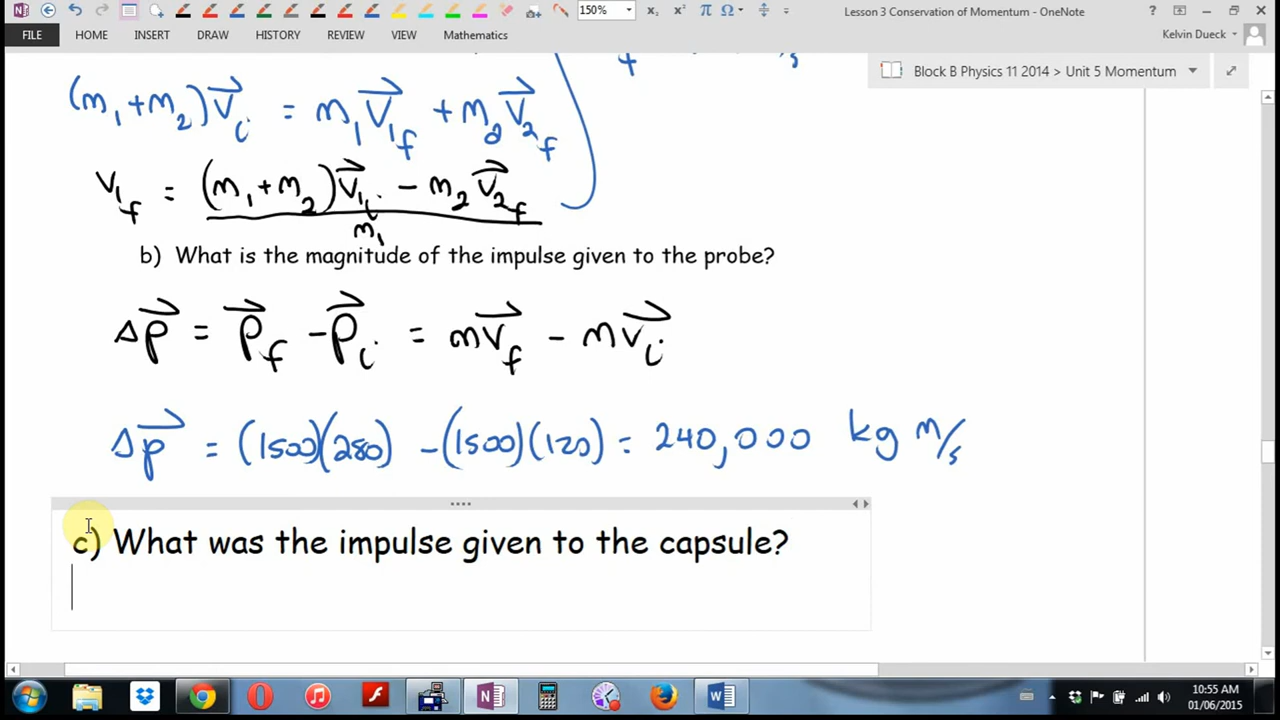 150%
Lesson 3 Conservation of Momentum - OneNote
FILE HOME INSERT DRAW HISTORY REVIEW VIEW Mathematics
Kelvin Dueck
Block B Physics 11 2014 > Unit 5 Momentum
(m₁+m₂)v⃗ᵢ = m₁v⃗₁f + m₂v⃗₂f
v₁f = (m₁+m₂)v⃗₁ᵢ − m₂v⃗₂f
m₁
b) What is the magnitude of the impulse given to the probe?
Δp⃗ = p⃗f − p⃗ᵢ = mv⃗f − mv⃗ᵢ
Δp⃗ = (1500)(280) − (1500)(120) = 240,000 kg m/s
c) What was the impulse given to the capsule?
10:55 AM
01/06/2015